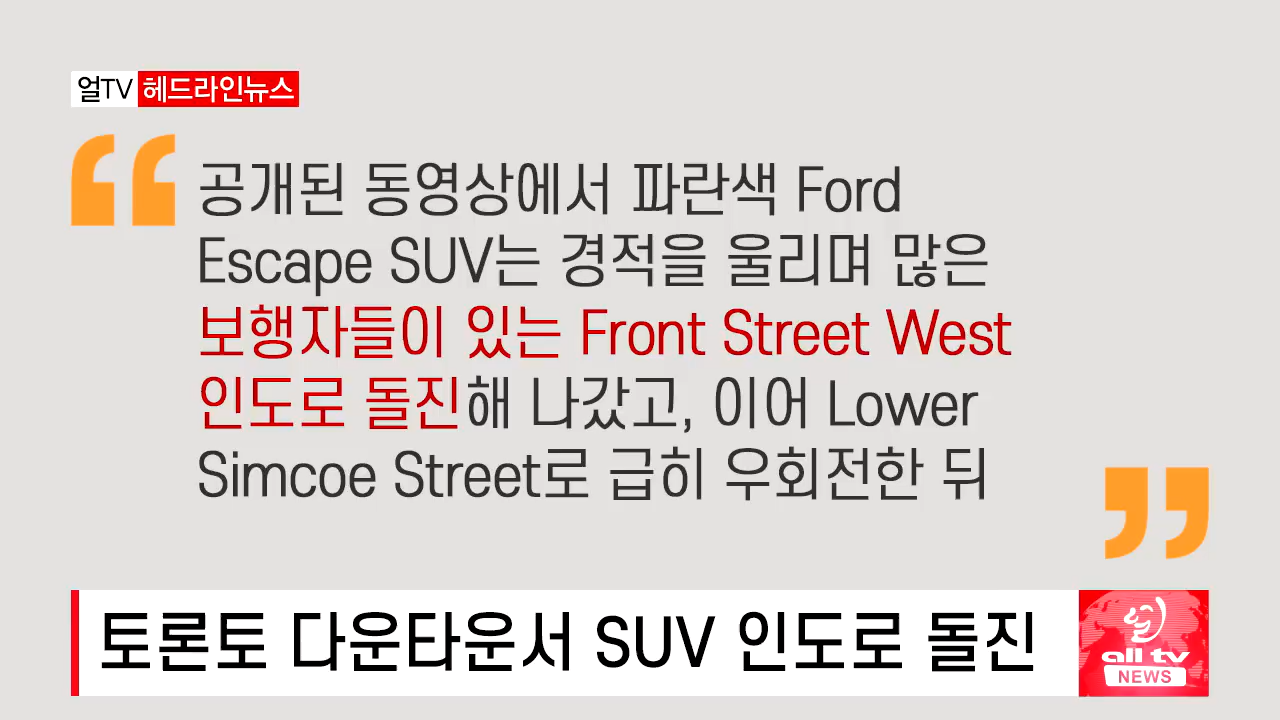 얼TV 헤드라인뉴스
공개된 동영상에서 파란색 Ford
Escape SUV는 경적을 울리며 많은
보행자들이 있는 Front Street West
인도로 돌진해 나갔고, 이어 Lower
Simcoe Street로 급히 우회전한 뒤
토론토 다운타운서 SUV 인도로 돌진
얼
all tv
NEWS